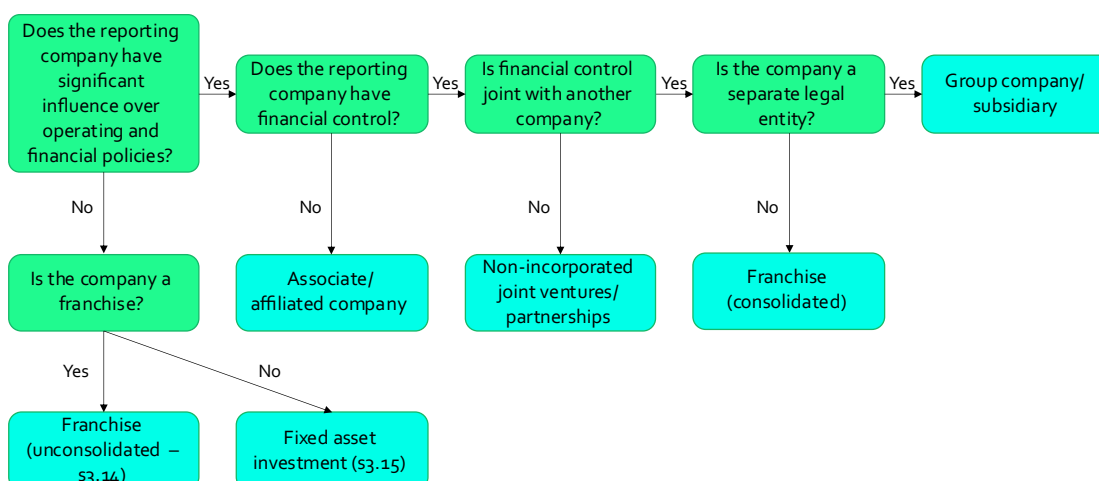 Does the reporting
company have
significant
influence over
operating and
financial policies?
Yes
Does the reporting
company have
financial control?
Yes
Is financial control
joint with another
company?
Yes
Is the company a
separate legal
entity?
Yes
Group company/
subsidiary
No
No
No
No
Is the company a
franchise?
Associate/
affiliated company
Non-incorporated
joint ventures/
partnerships
Franchise
(consolidated)
Yes
No
Franchise
(unconsolidated –
s3.14)
Fixed asset
investment (s3.15)